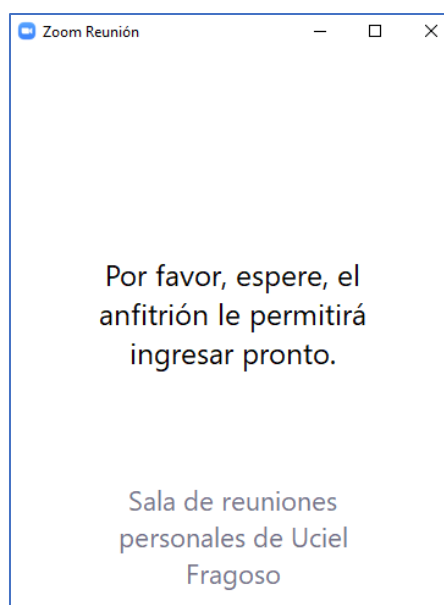 Zoom Reunión
Por favor, espere, el
anfitrión le permitirá
ingresar pronto.
Sala de reuniones
personales de Uciel
Fragoso